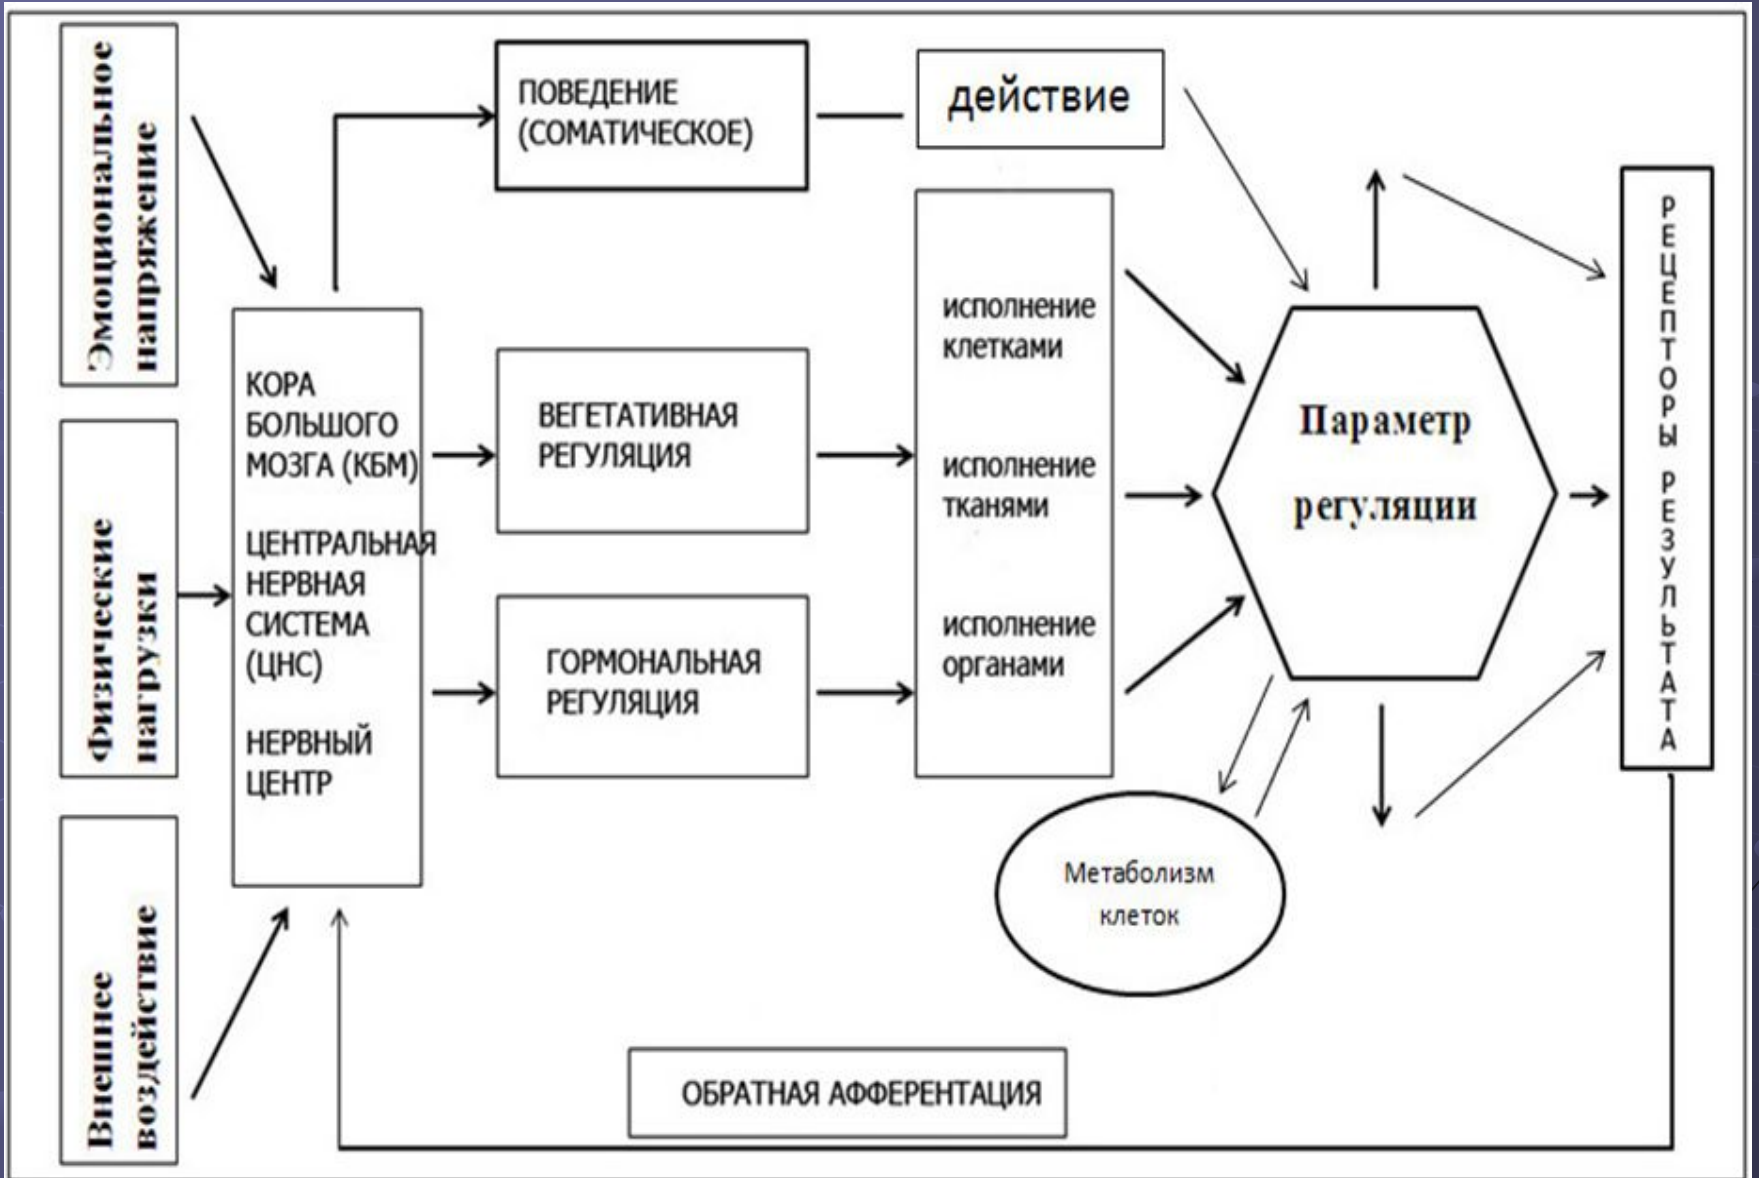 Эмоциональное
напряжение
Физические
нагрузки
Внешнее
воздействие
КОРА
БОЛЬШОГО
МОЗГА (КБМ)
ЦЕНТРАЛЬНАЯ
НЕРВНАЯ
СИСТЕМА
(ЦНС)
НЕРВНЫЙ
ЦЕНТР
ПОВЕДЕНИЕ
(СОМАТИЧЕСКОЕ)
ВЕГЕТАТИВНАЯ
РЕГУЛЯЦИЯ
ГОРМОНАЛЬНАЯ
РЕГУЛЯЦИЯ
действие
исполнение
клетками
исполнение
тканями
исполнение
органами
Параметр
регуляции
Метаболизм
клеток
РЕЦЕПТОРЫ РЕЗУЛЬТАТА
ОБРАТНАЯ АФФЕРЕНТАЦИЯ